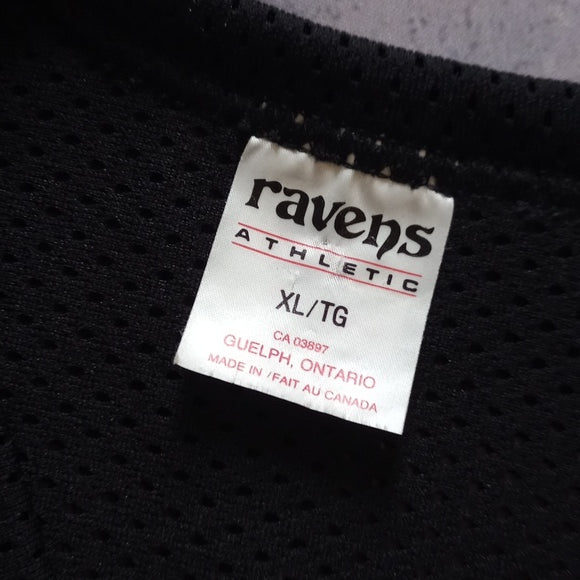 ravens
ATHLETIC
XL/TG
CA 03897
GUELPH, ONTARIO
MADE IN /FAIT AU CANADA